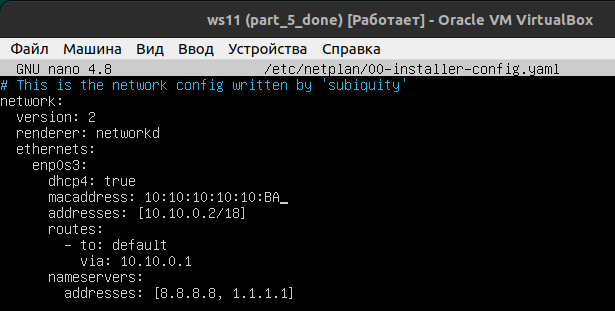 ws11 (part_5_done) [Работает] - Oracle VM VirtualBox
Файл Машина Вид Ввод Устройства Справка
GNU nano 4.8 /etc/netplan/00-installer-config.yaml
# This is the network config written by 'subiquity'
network:
  version: 2
  renderer: networkd
  ethernets:
    enp0s3:
      dhcp4: true
      macaddress: 10:10:10:10:10:BA_
      addresses: [10.10.0.2/18]
      routes:
        - to: default
          via: 10.10.0.1
      nameservers:
        addresses: [8.8.8.8, 1.1.1.1]